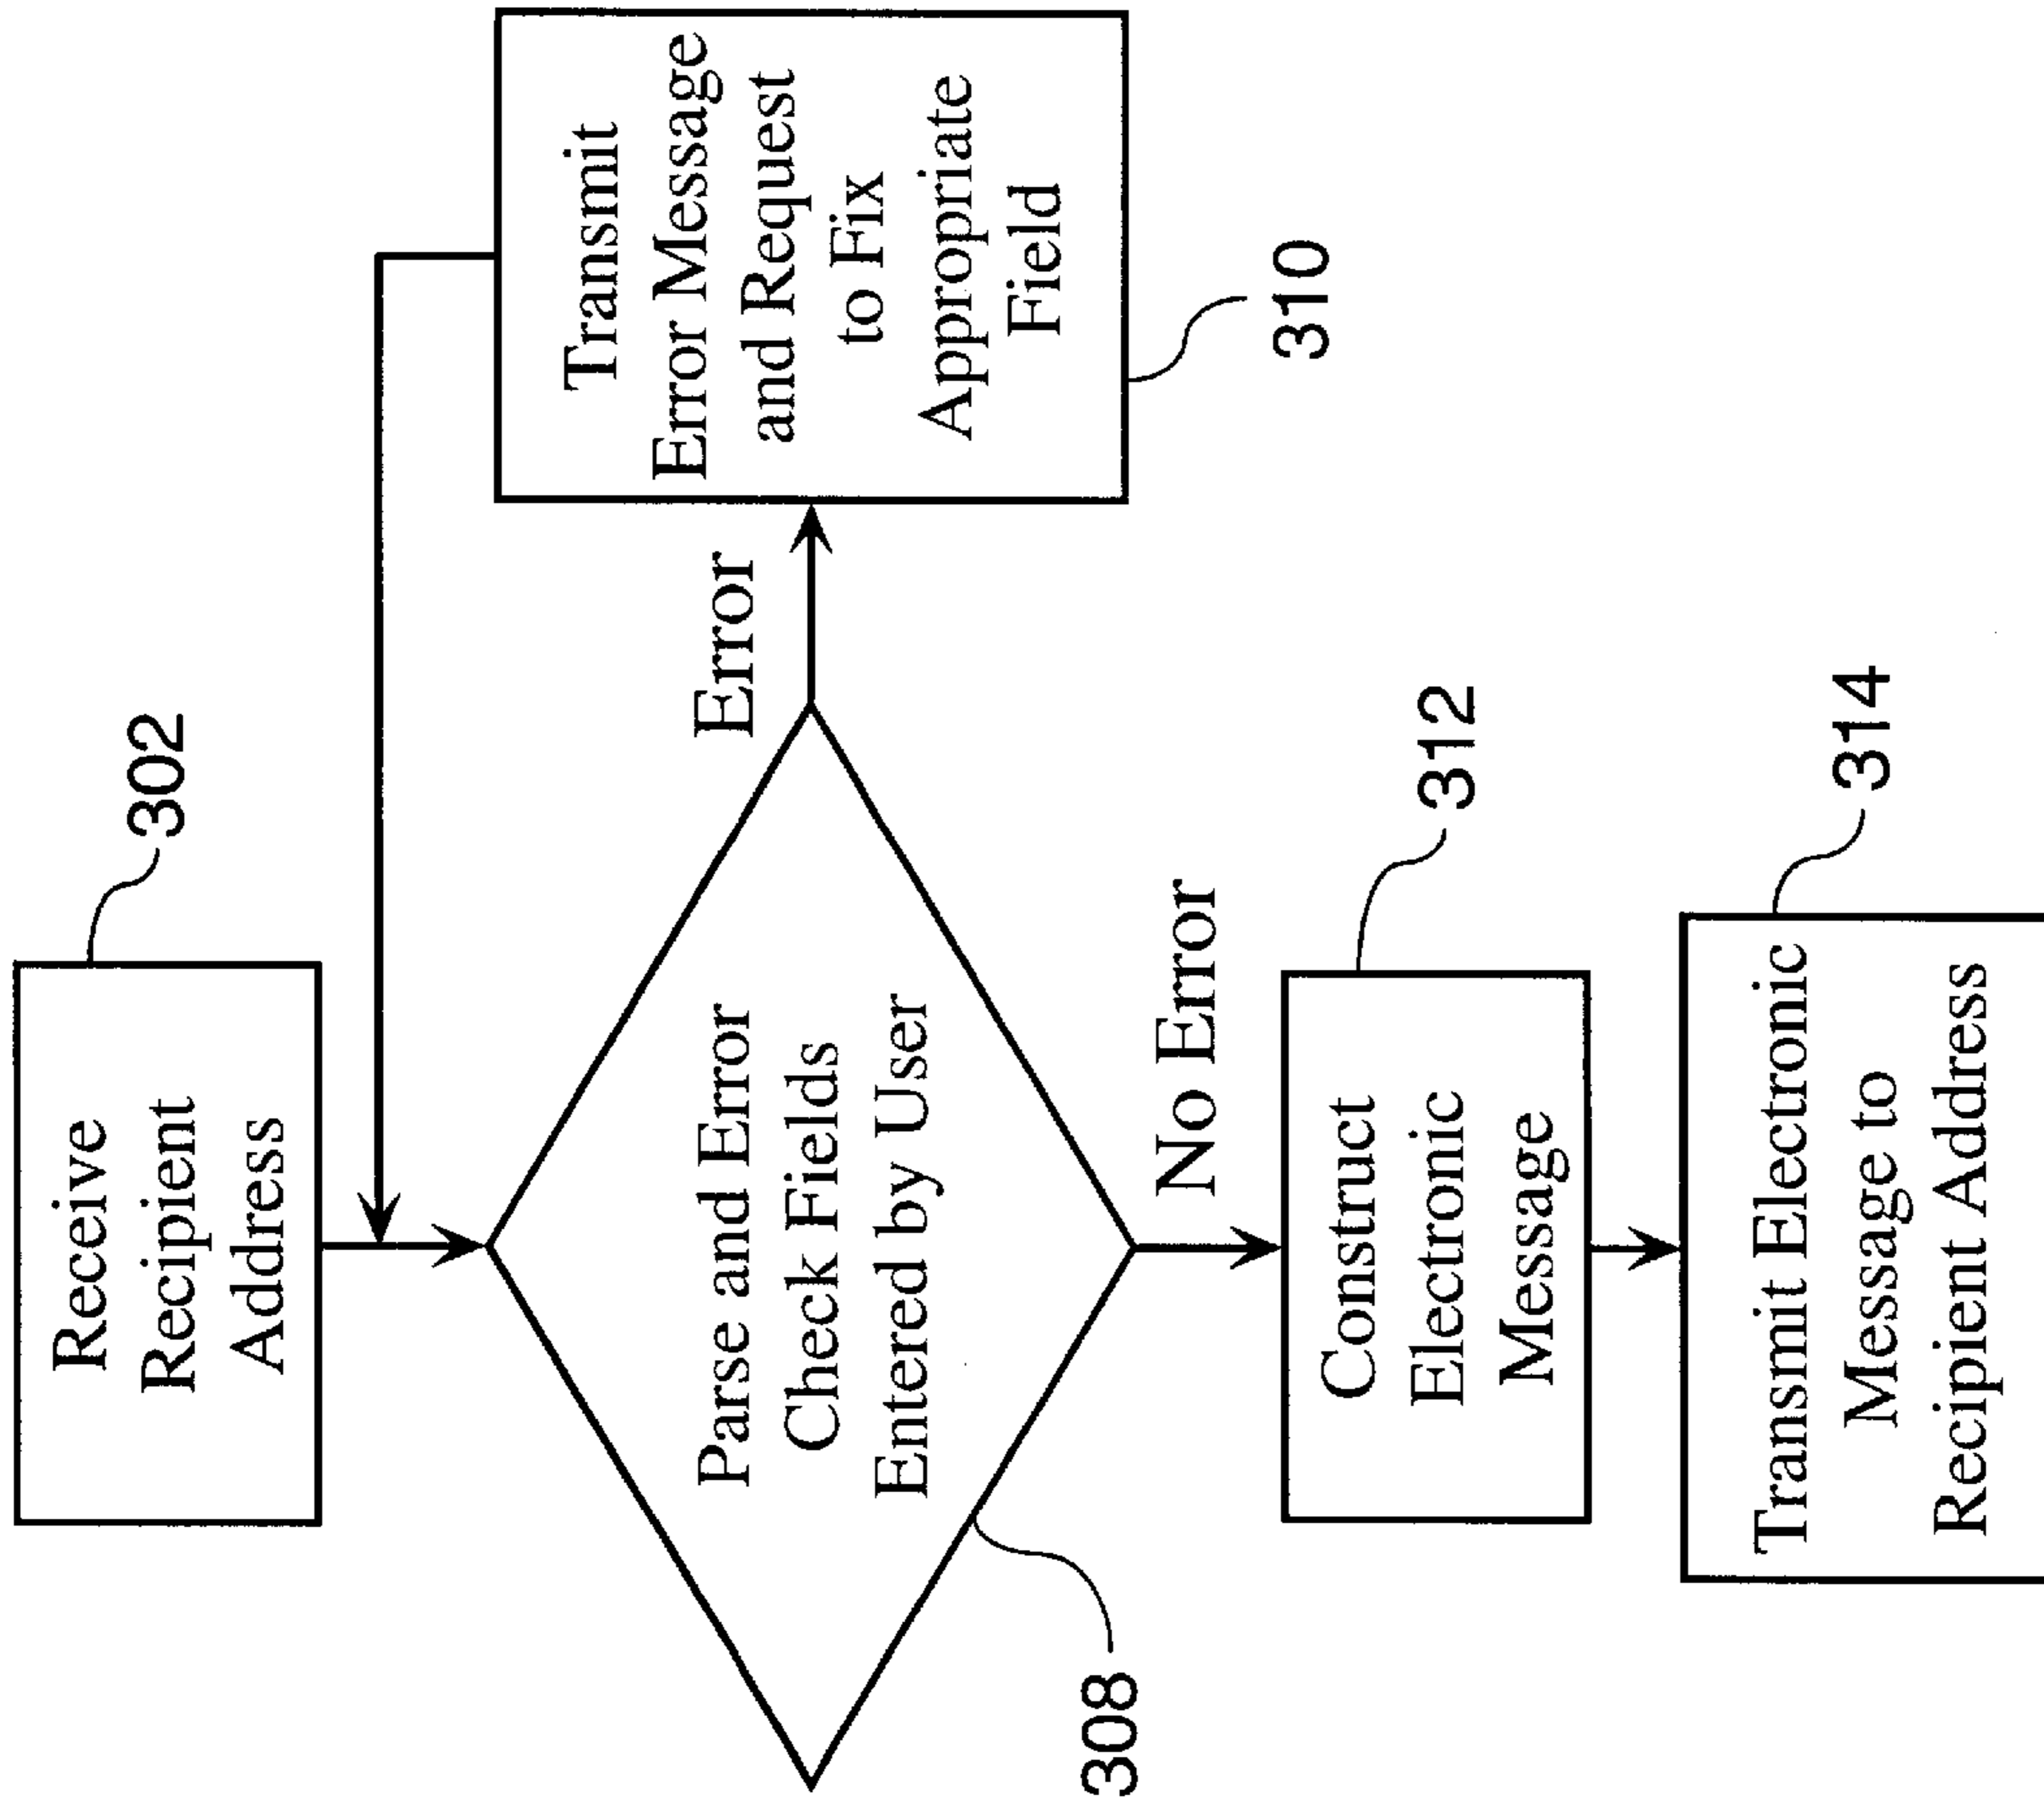 Receive
Recipient
Address
302
Parse and Error
Check Fields
Entered by User
308
Error
Transmit
Error Message
and Request
to Fix
Appropriate
Field
310
No Error
Construct
Electronic
Message
312
Transmit Electronic
Message to
Recipient Address
314